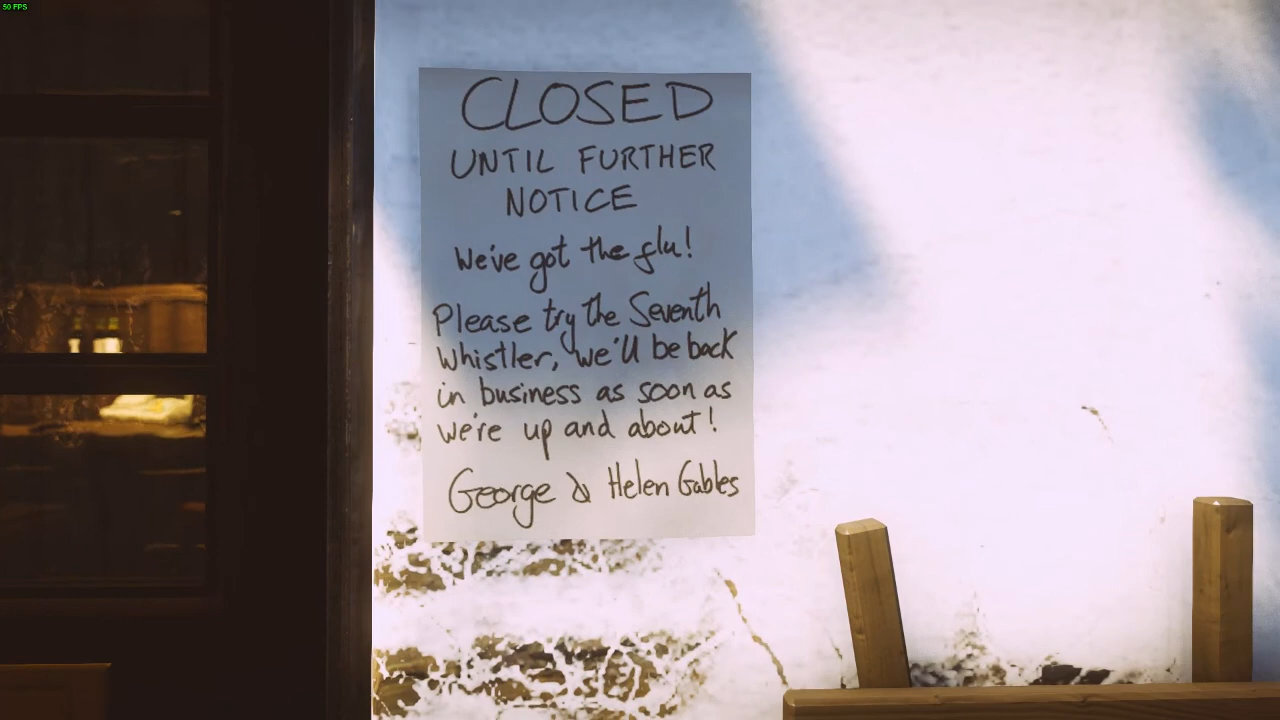 50 FPS
CLOSED
UNTIL FURTHER
NOTICE
We've got the flu!
Please try the Seventh
Whistler, we'll be back
in business as soon as
we're up and about!
George & Helen Gables